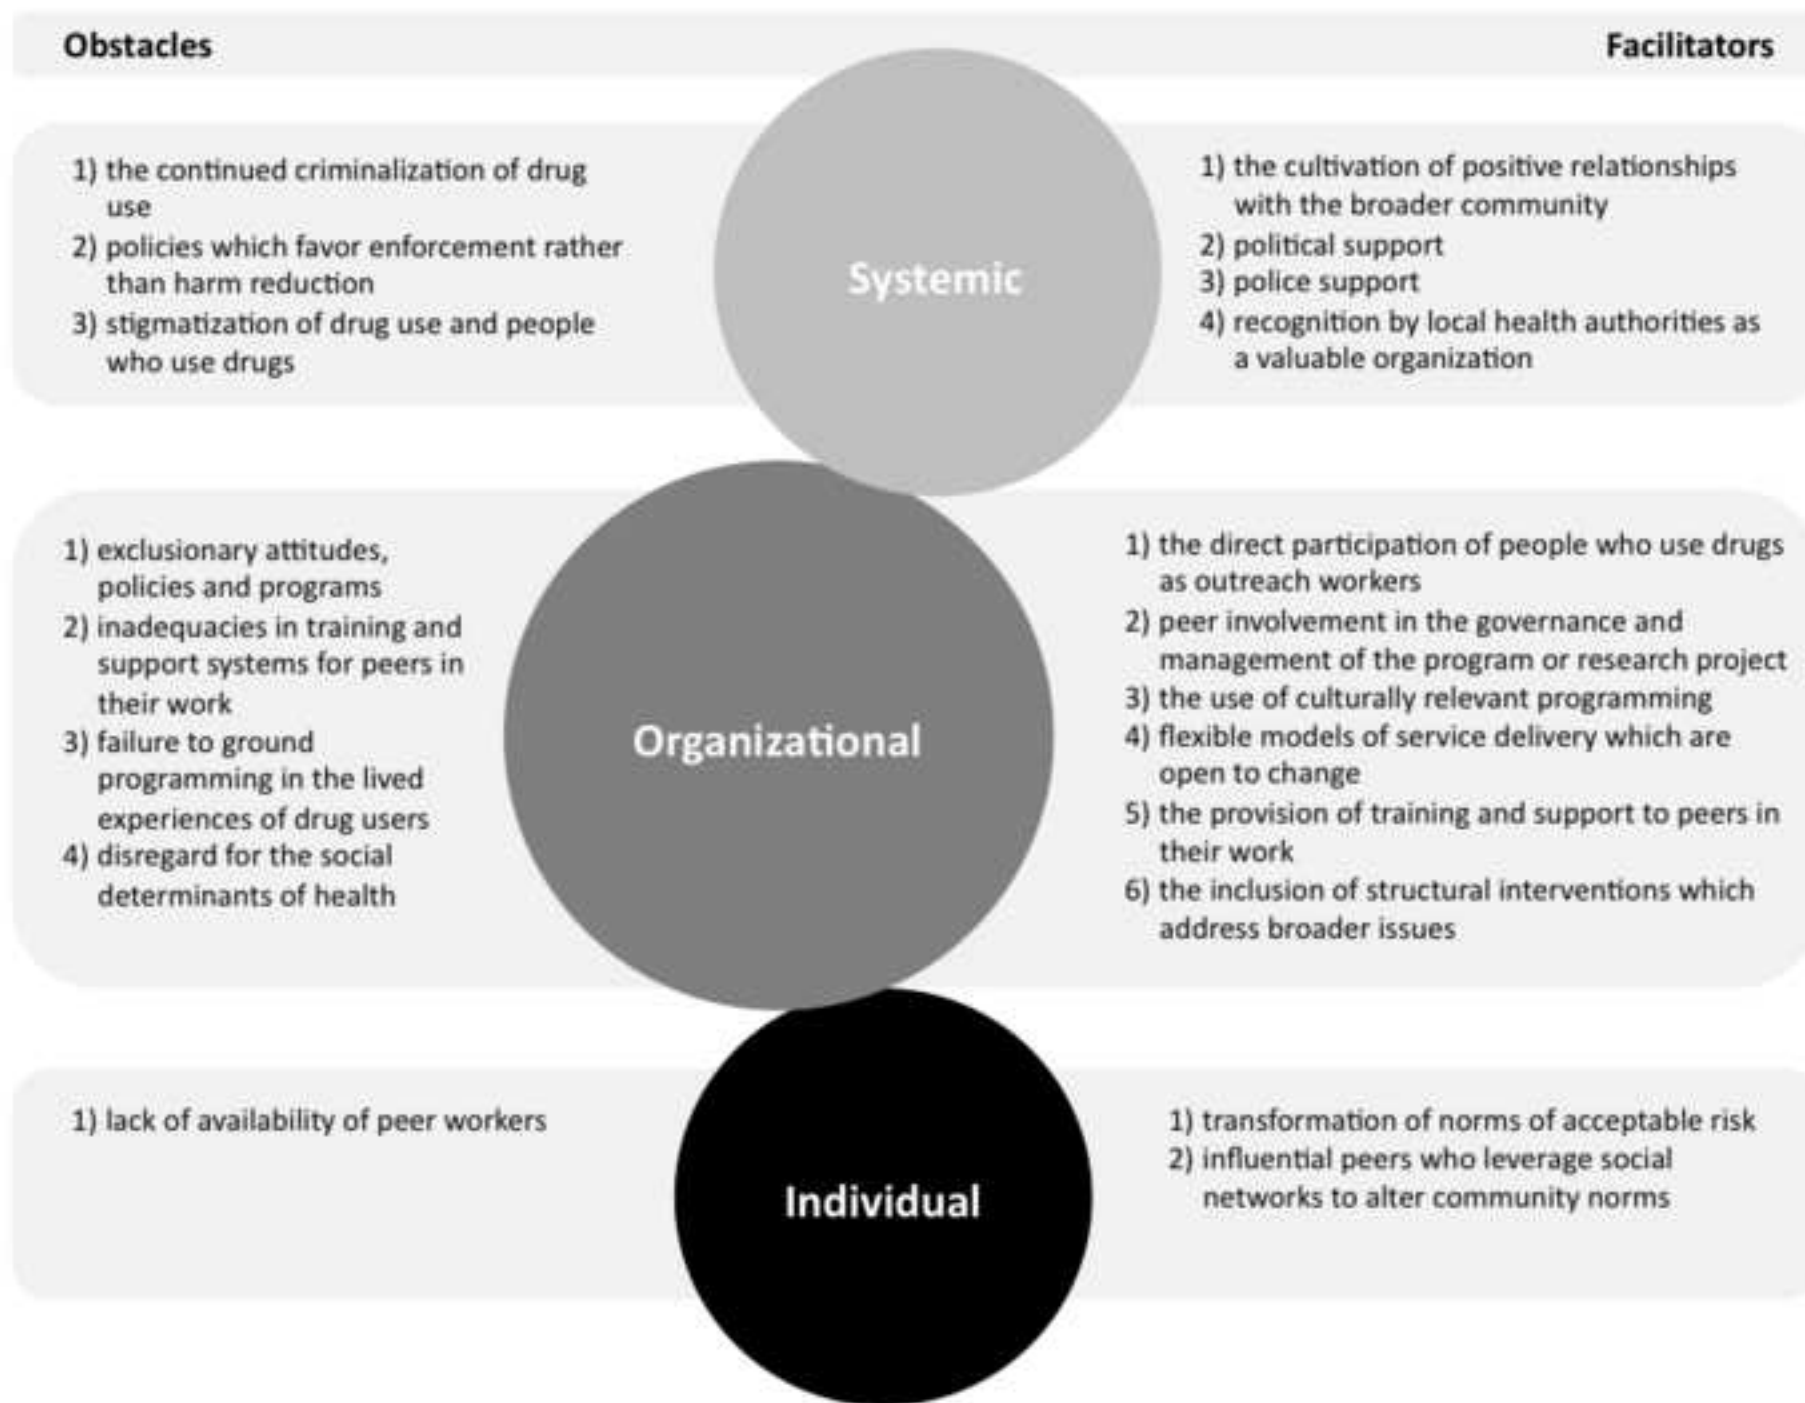 Obstacles
Facilitators
1) the continued criminalization of drug
use
2) policies which favor enforcement rather
than harm reduction
3) stigmatization of drug use and people
who use drugs
Systemic
1) the cultivation of positive relationships
with the broader community
2) political support
3) police support
4) recognition by local health authorities as
a valuable organization
1) exclusionary attitudes,
policies and programs
2) inadequacies in training and
support systems for peers in
their work
3) failure to ground
programming in the lived
experiences of drug users
4) disregard for the social
determinants of health
Organizational
1) the direct participation of people who use drugs
as outreach workers
2) peer involvement in the governance and
management of the program or research project
3) the use of culturally relevant programming
4) flexible models of service delivery which are
open to change
5) the provision of training and support to peers in
their work
6) the inclusion of structural interventions which
address broader issues
1) lack of availability of peer workers
Individual
1) transformation of norms of acceptable risk
2) influential peers who leverage social
networks to alter community norms